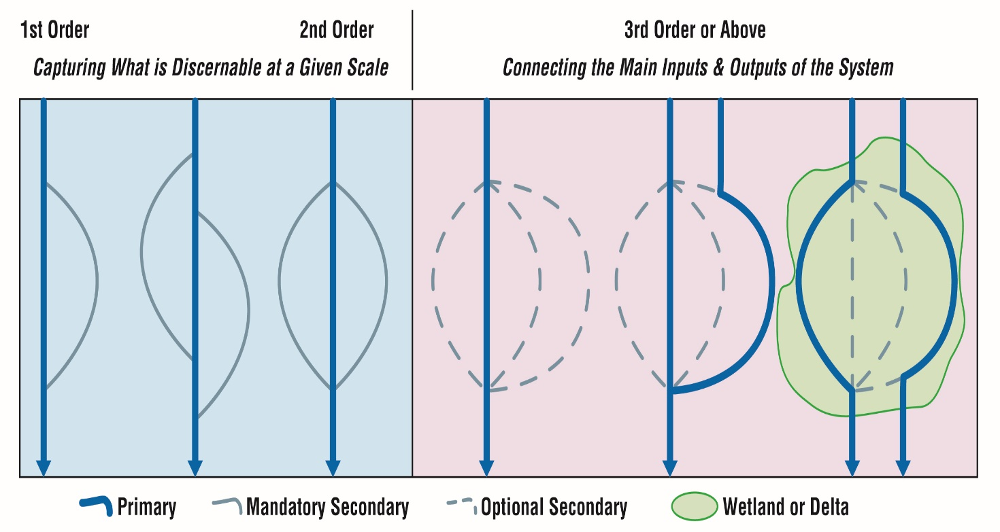 1st Order
2nd Order
3rd Order or Above
Capturing What is Discernable at a Given Scale
Connecting the Main Inputs & Outputs of the System
Primary
Mandatory Secondary
Optional Secondary
Wetland or Delta